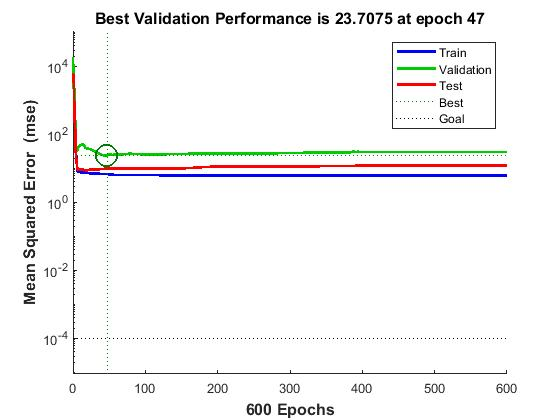 Best Validation Performance is 23.7075 at epoch 47
Mean Squared Error (mse)
10^4
10^2
10^0
10^-2
10^-4
Train
Validation
Test
Best
Goal
0 100 200 300 400 500 600
600 Epochs